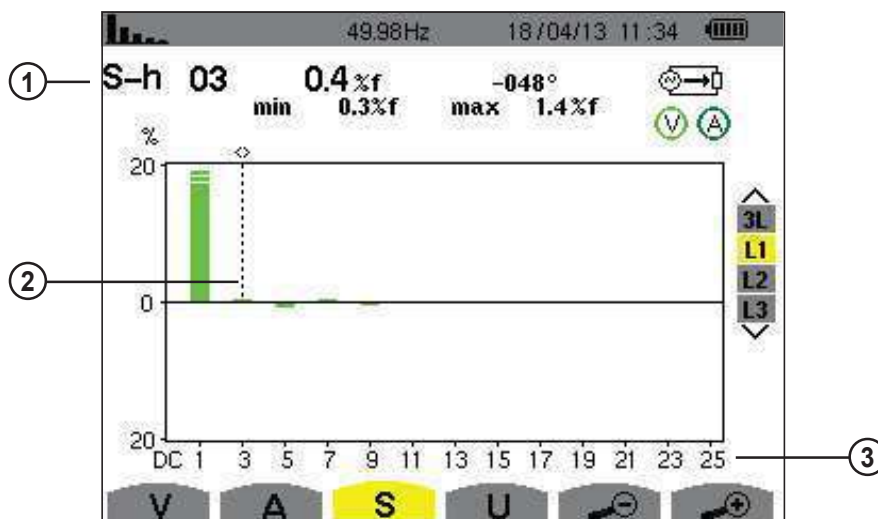 49.98Hz 18/04/13 11:34
1 S-h 03 0.4 %f -048°
min 0.3%f max 1.4%f
V A
%
20
3L
L1
2 L2
0 L3
20
DC 1 3 5 7 9 11 13 15 17 19 21 23 25 3
V A S U